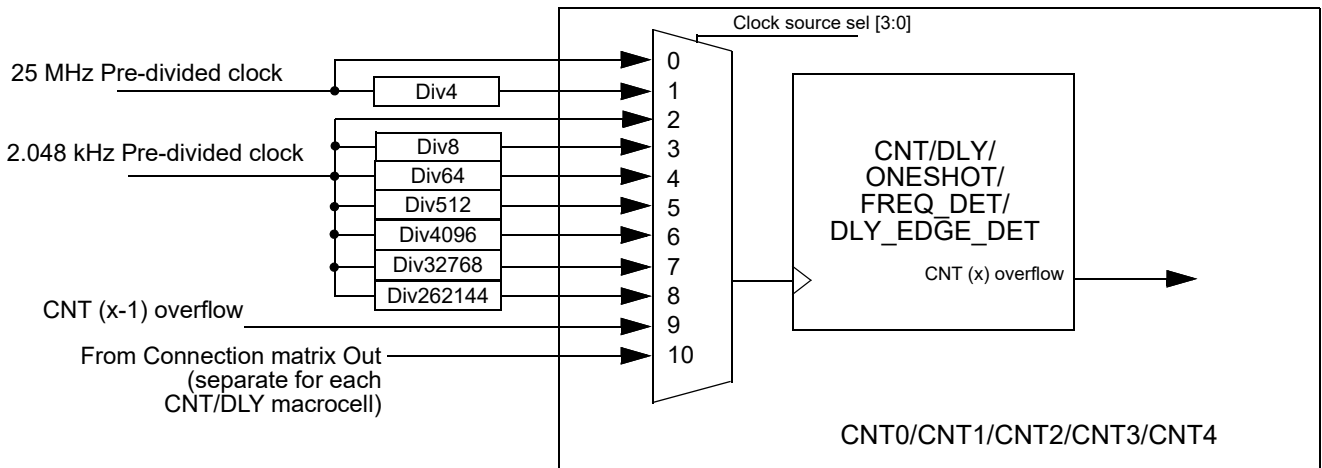 Clock source sel [3:0]
25 MHz Pre-divided clock
0
Div4
1
2
2.048 kHz Pre-divided clock
Div8
3
Div64
4
Div512
5
Div4096
6
Div32768
7
Div262144
8
CNT (x-1) overflow
9
From Connection matrix Out
(separate for each
CNT/DLY macrocell)
10
CNT/DLY/
ONESHOT/
FREQ_DET/
DLY_EDGE_DET
CNT (x) overflow
CNT0/CNT1/CNT2/CNT3/CNT4